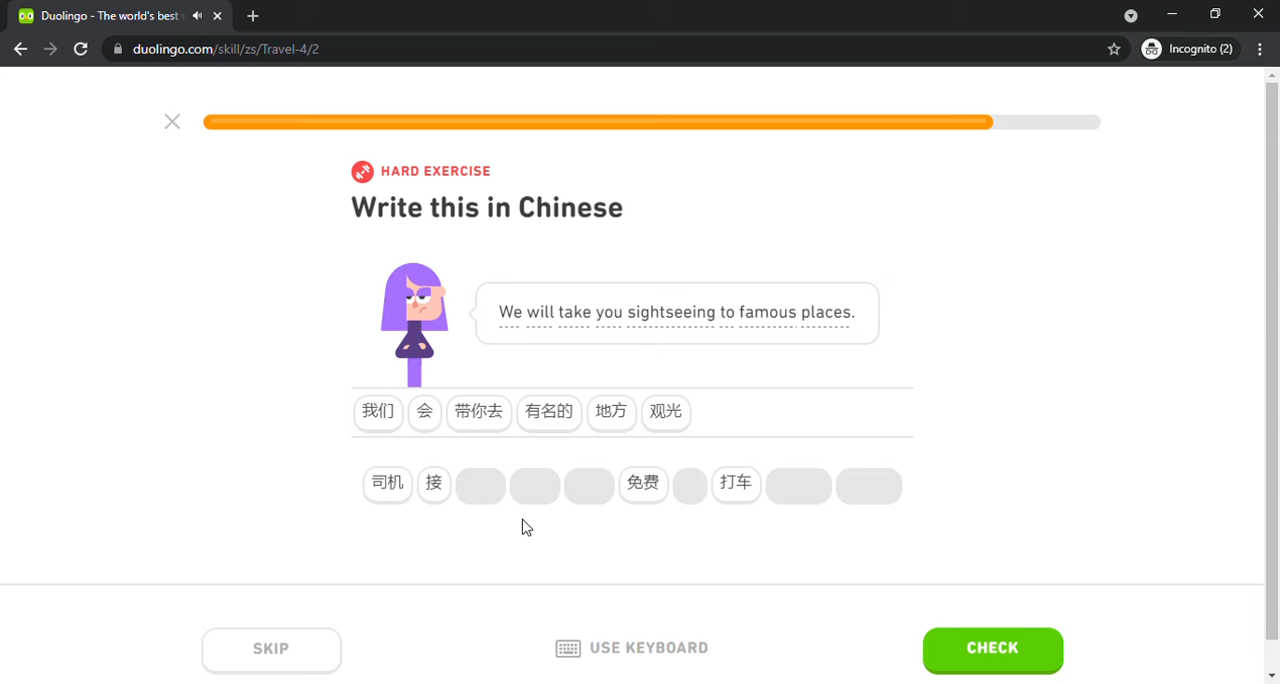 Duolingo - The world's best
duolingo.com/skill/zs/Travel-4/2
Incognito (2)
HARD EXERCISE
Write this in Chinese
We will take you sightseeing to famous places.
我们 会 带你去 有名的 地方 观光
司机 接 免费 打车
SKIP
USE KEYBOARD
CHECK